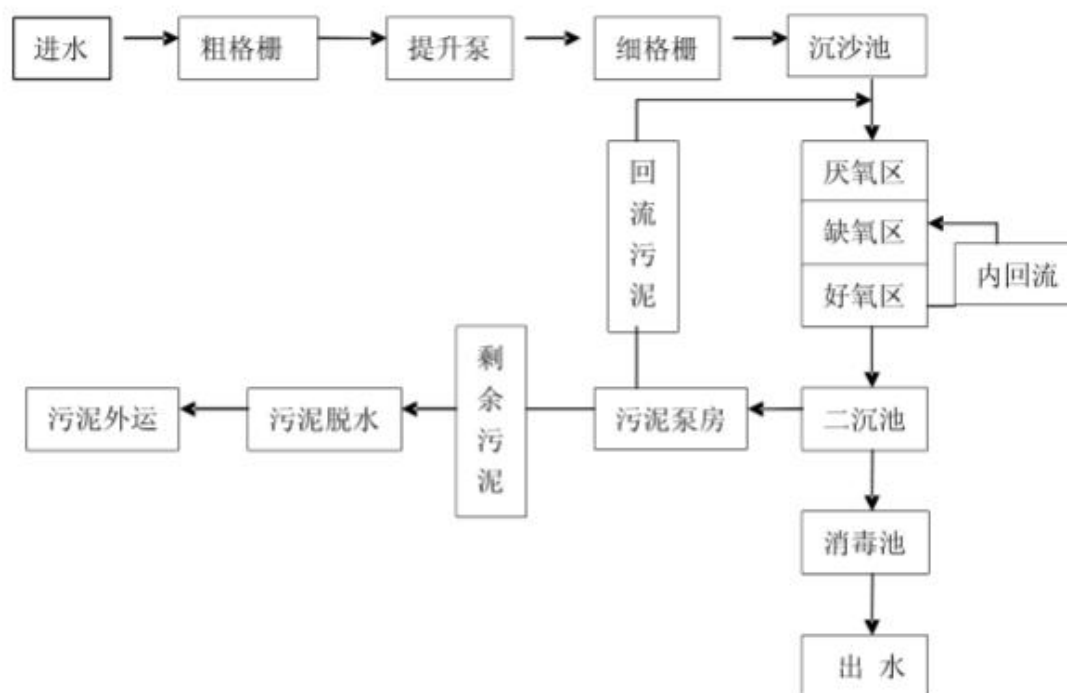 进水
粗格栅
提升泵
细格栅
沉沙池
回流污泥
厌氧区
缺氧区
内回流
好氧区
剩余污泥
污泥外运
污泥脱水
污泥泵房
二沉池
消毒池
出 水